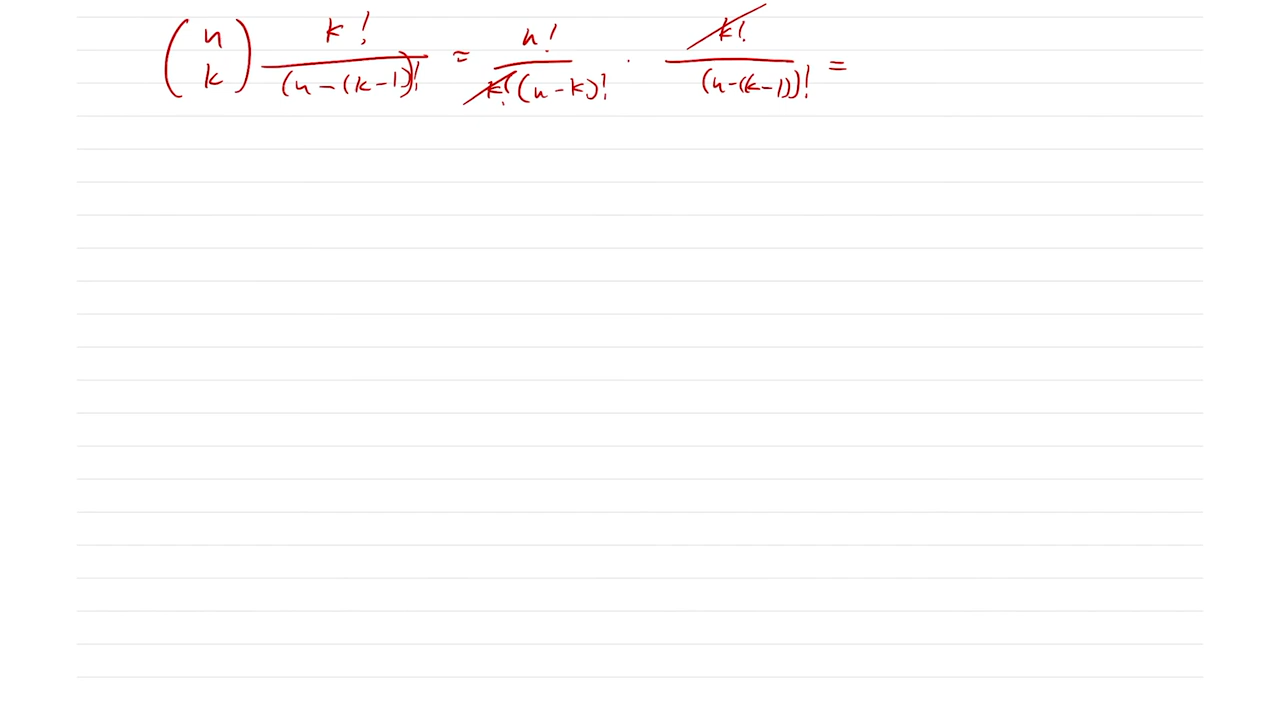 (n k) k! / (n-(k-1))! = n! / k!(n-k)! · k! / (n-(k-1))! =